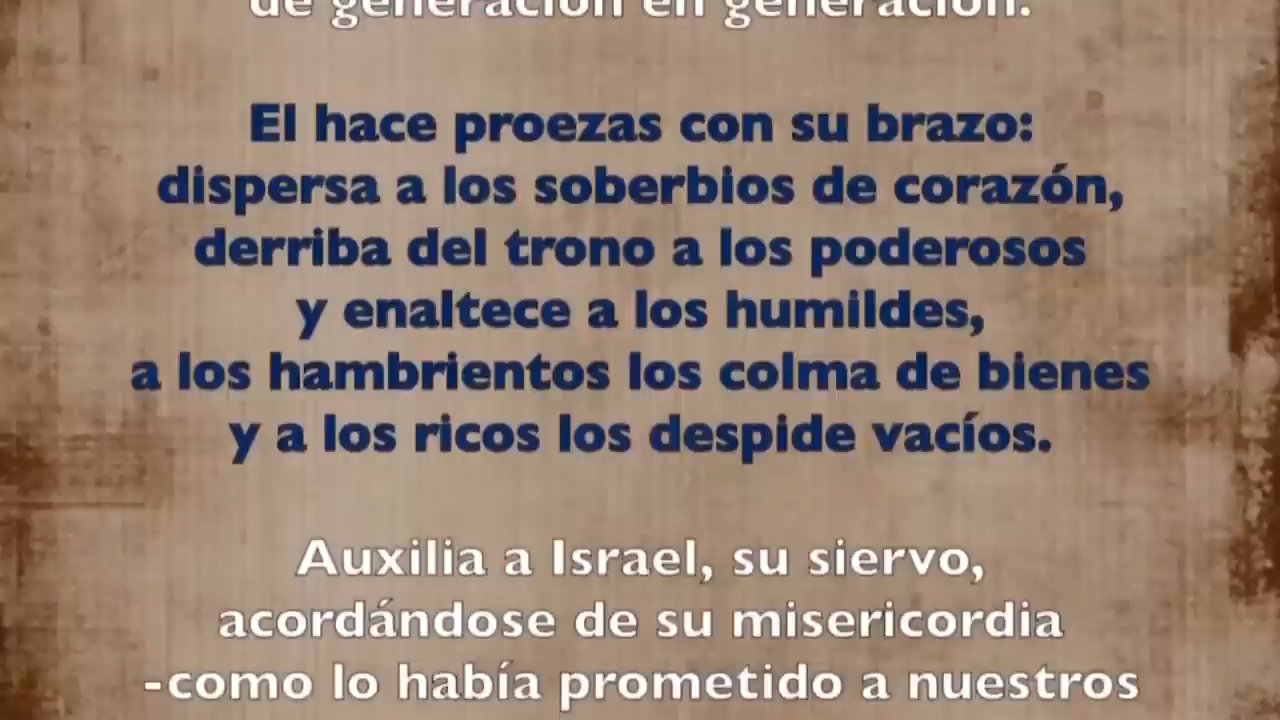 de generación en generación.
El hace proezas con su brazo:
dispersa a los soberbios de corazón,
derriba del trono a los poderosos
y enaltece a los humildes,
a los hambrientos los colma de bienes
y a los ricos los despide vacíos.
Auxilia a Israel, su siervo,
acordándose de su misericordia
-como lo había prometido a nuestros